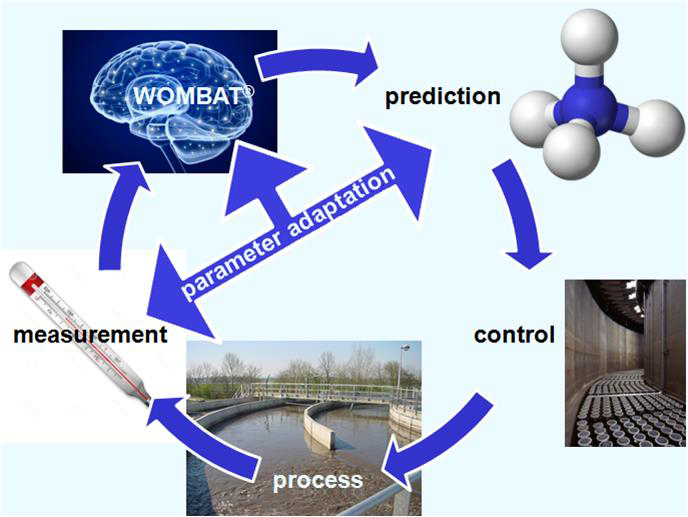 WOMBAT®
prediction
parameter adaptation
measurement
control
process